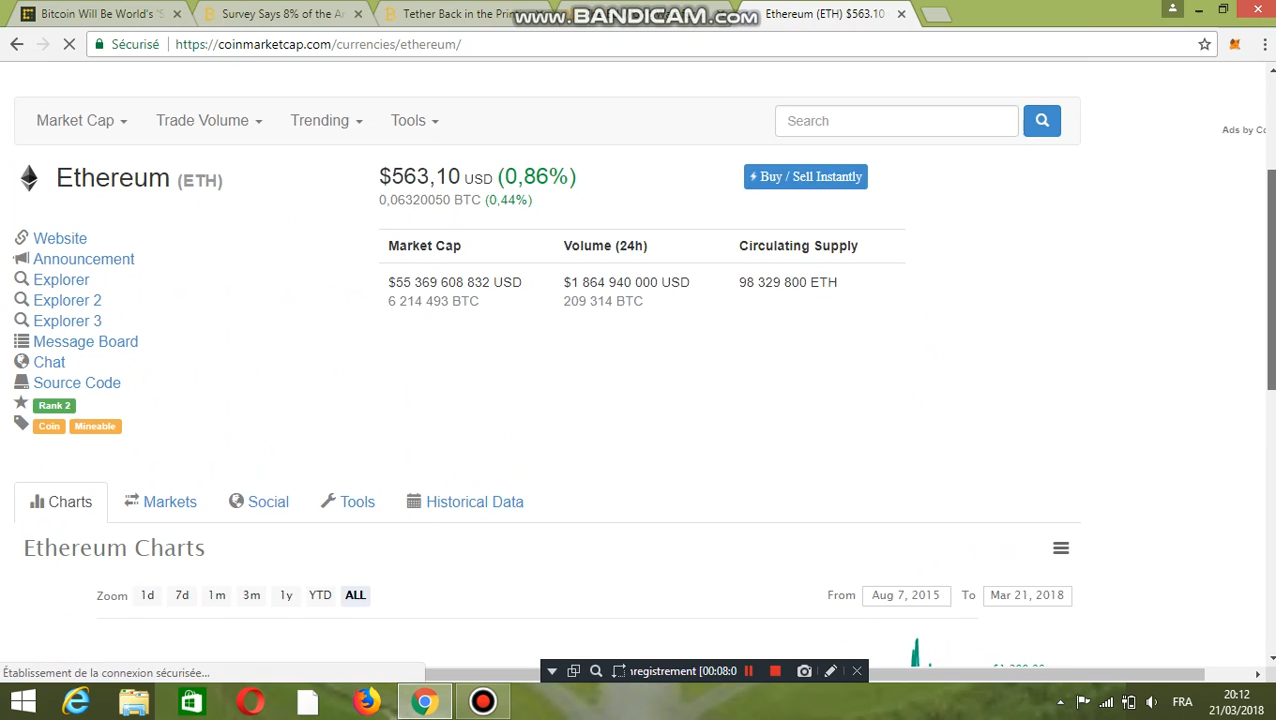 Bitcoin Will Be World's 'S
Survey Says 8% of the An
Tether Back in the Prin
Ethereum (ETH) $563.10
www.BANDICAM.com
Sécurisé
https://coinmarketcap.com/currencies/ethereum/
Market Cap
Trade Volume
Trending
Tools
Search
Ads by Co
Ethereum (ETH)
$563,10 USD (0,86%)
0,06320050 BTC (0,44%)
Buy / Sell Instantly
Website
Announcement
Explorer
Explorer 2
Explorer 3
Message Board
Chat
Source Code
Rank 2
Coin
Mineable
Market Cap
Volume (24h)
Circulating Supply
$55 369 608 832 USD
$1 864 940 000 USD
98 329 800 ETH
6 214 493 BTC
209 314 BTC
Charts
Markets
Social
Tools
Historical Data
Ethereum Charts
Zoom
1d
7d
1m
3m
1y
YTD
ALL
From
Aug 7, 2015
To
Mar 21, 2018
Établissement de la connexion sécurisée...
nregistrement [00:08:0
FRA
20:12
21/03/2018